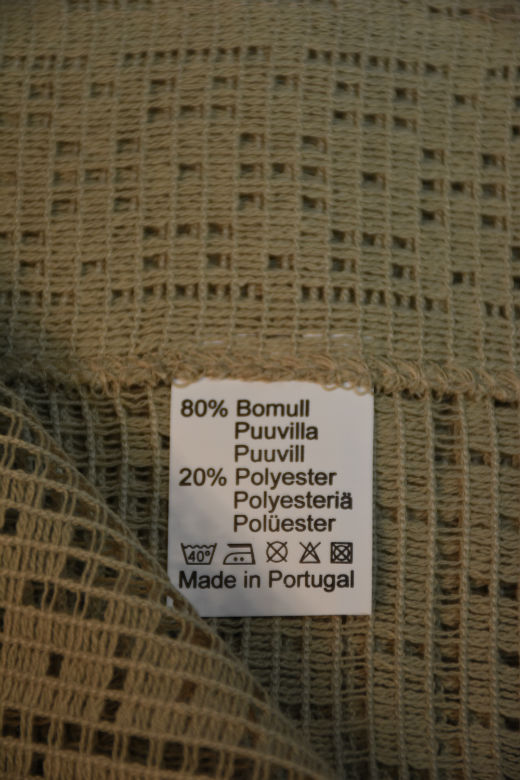 80% Bomull
Puuvilla
Puuvill
20% Polyester
Polyesteriä
Polüester
40°
Made in Portugal